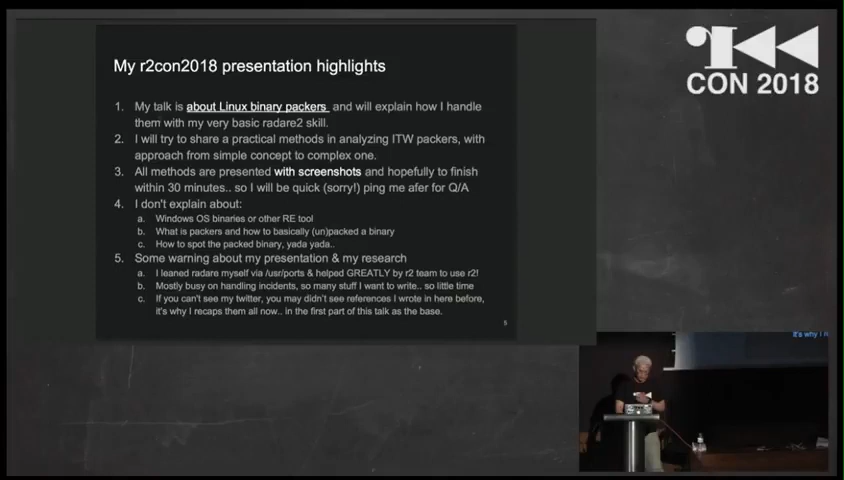 My r2con2018 presentation highlights
1. My talk is about Linux binary packers and will explain how I handle
them with my very basic radare2 skill.
2. I will try to share a practical methods in analyzing ITW packers, with
approach from simple concept to complex one.
3. All methods are presented with screenshots and hopefully to finish
within 30 minutes.. so I will be quick (sorry!) ping me afer for Q/A
4. I don't explain about:
a. Windows OS binaries or other RE tool
b. What is packers and how to basically (un)packed a binary
c. How to spot the packed binary, yada yada..
5. Some warning about my presentation & my research
a. I leaned radare myself via /usr/ports & helped GREATLY by r2 team to use r2!
b. Mostly busy on handling incidents, so many stuff I want to write.. so little time
c. If you can't see my twitter, you may didn't see references I wrote in here before,
it's why I recaps them all now.. in the first part of this talk as the base.
5
CON 2018
it's why I r